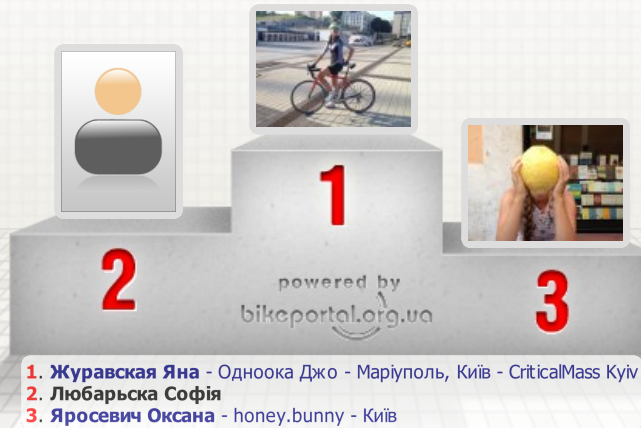 1
2
3
powered by
bikeportal.org.ua
1. Журавская Яна - Одноока Джо - Маріуполь, Київ - CriticalMass Kyiv
2. Любарьска Софія
3. Яросевич Оксана - honey.bunny - Київ